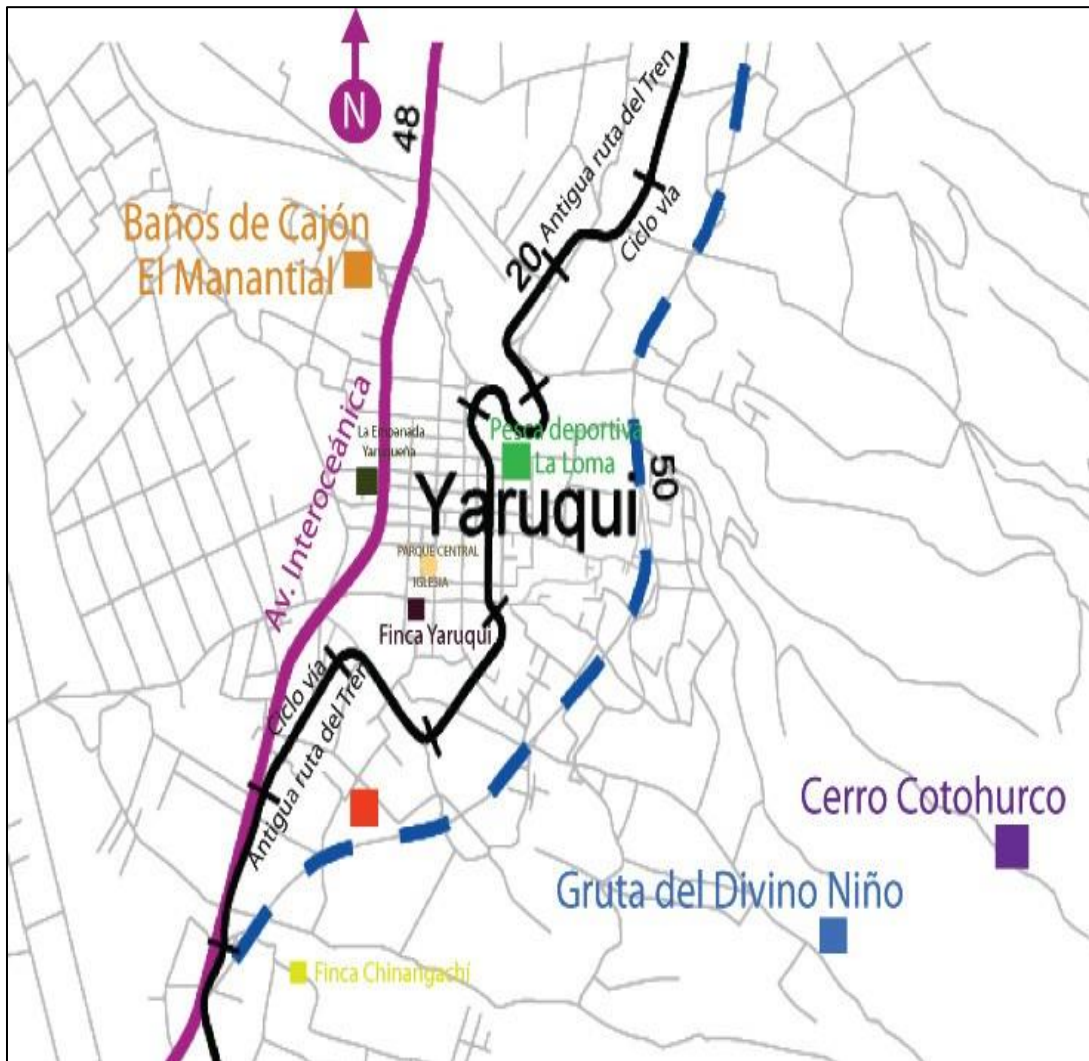 N
48
Antigua ruta del Tren
Ciclo vía
20
Baños de Cajón
El Manantial
Av. Interoceánica
La Empanada
Yaruqueña
Pesca deportiva
La Loma
50
Yaruqui
PARQUE CENTRAL
IGLESIA
Finca Yaruqui
Ciclo vía
Antigua ruta del Tren
Cerro Cotohurco
Gruta del Divino Niño
Finca Chinangachí